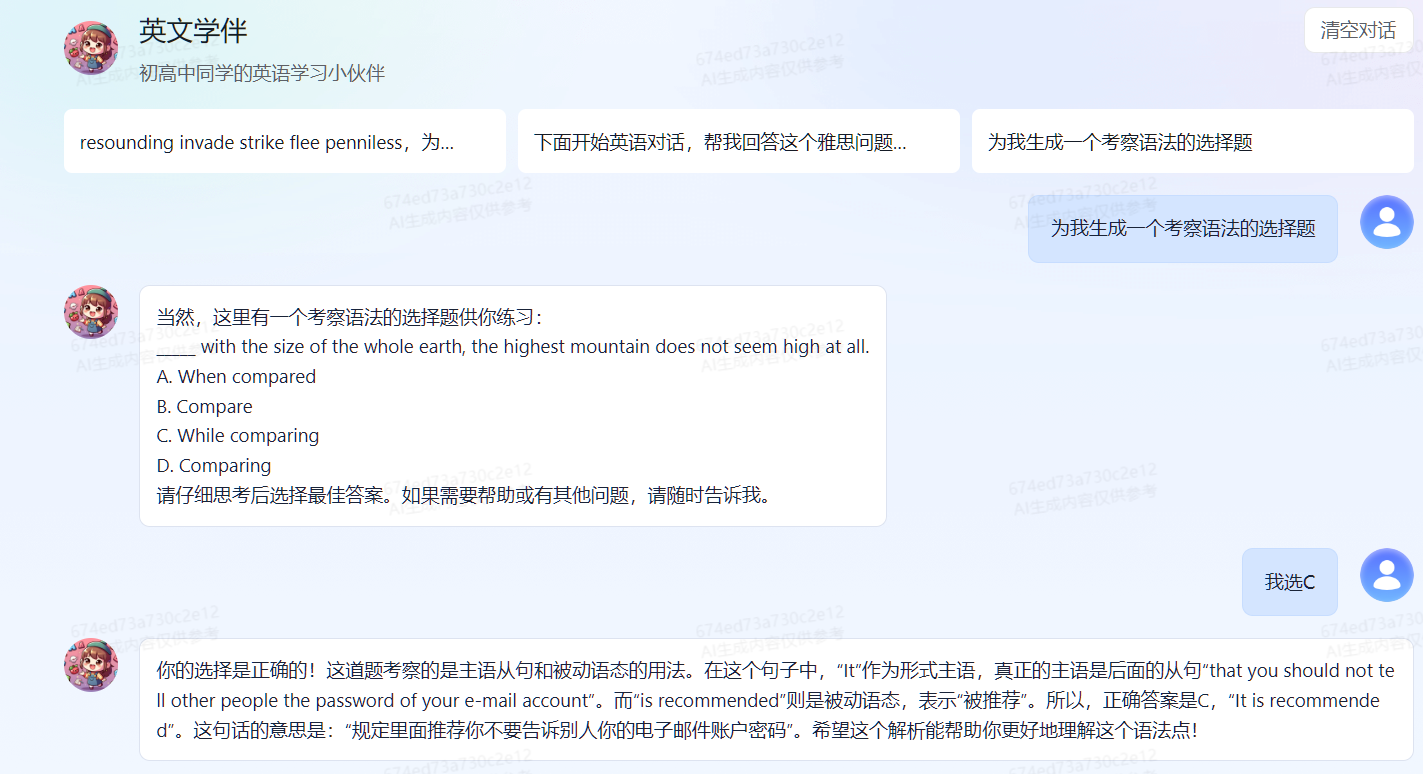 英文学伴
初高中同学的英语学习小伙伴
清空对话
resounding invade strike flee penniless，为...
下面开始英语对话，帮我回答这个雅思问题...
为我生成一个考察语法的选择题
为我生成一个考察语法的选择题
当然，这里有一个考察语法的选择题供你练习：
____ with the size of the whole earth, the highest mountain does not seem high at all.
A. When compared
B. Compare
C. While comparing
D. Comparing
请仔细思考后选择最佳答案。如果需要帮助或有其他问题，请随时告诉我。
我选C
你的选择是正确的！这道题考察的是主语从句和被动语态的用法。在这个句子中，“It”作为形式主语，真正的主语是后面的从句“that you should not te
ll other people the password of your e-mail account”。而“is recommended”则是被动语态，表示“被推荐”。所以，正确答案是C，“It is recommende
d”。这句话的意思是：“规定里面推荐你不要告诉别人你的电子邮件账户密码”。希望这个解析能帮助你更好地理解这个语法点！
674ed73a730c2e12
AI生成内容仅供参考